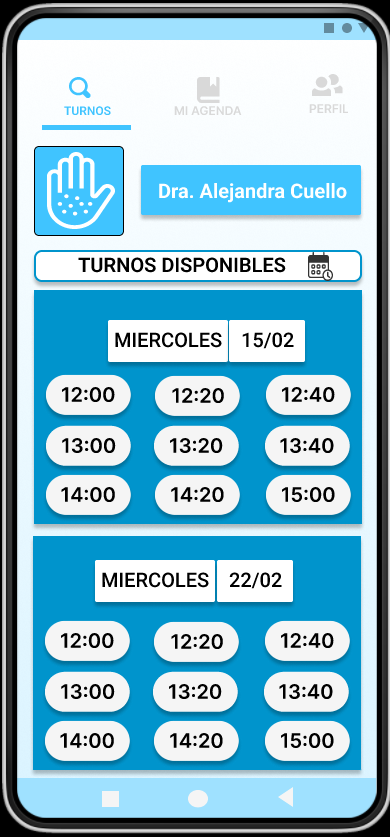 TURNOS
MI AGENDA
PERFIL
Dra. Alejandra Cuello
TURNOS DISPONIBLES
MIERCOLES 15/02
12:00 12:20 12:40
13:00 13:20 13:40
14:00 14:20 15:00
MIERCOLES 22/02
12:00 12:20 12:40
13:00 13:20 13:40
14:00 14:20 15:00